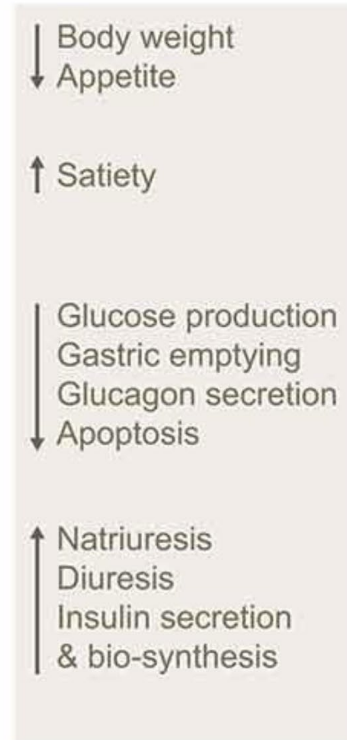 Body weight
Appetite
Satiety
Glucose production
Gastric emptying
Glucagon secretion
Apoptosis
Natriuresis
Diuresis
Insulin secretion
& bio-synthesis